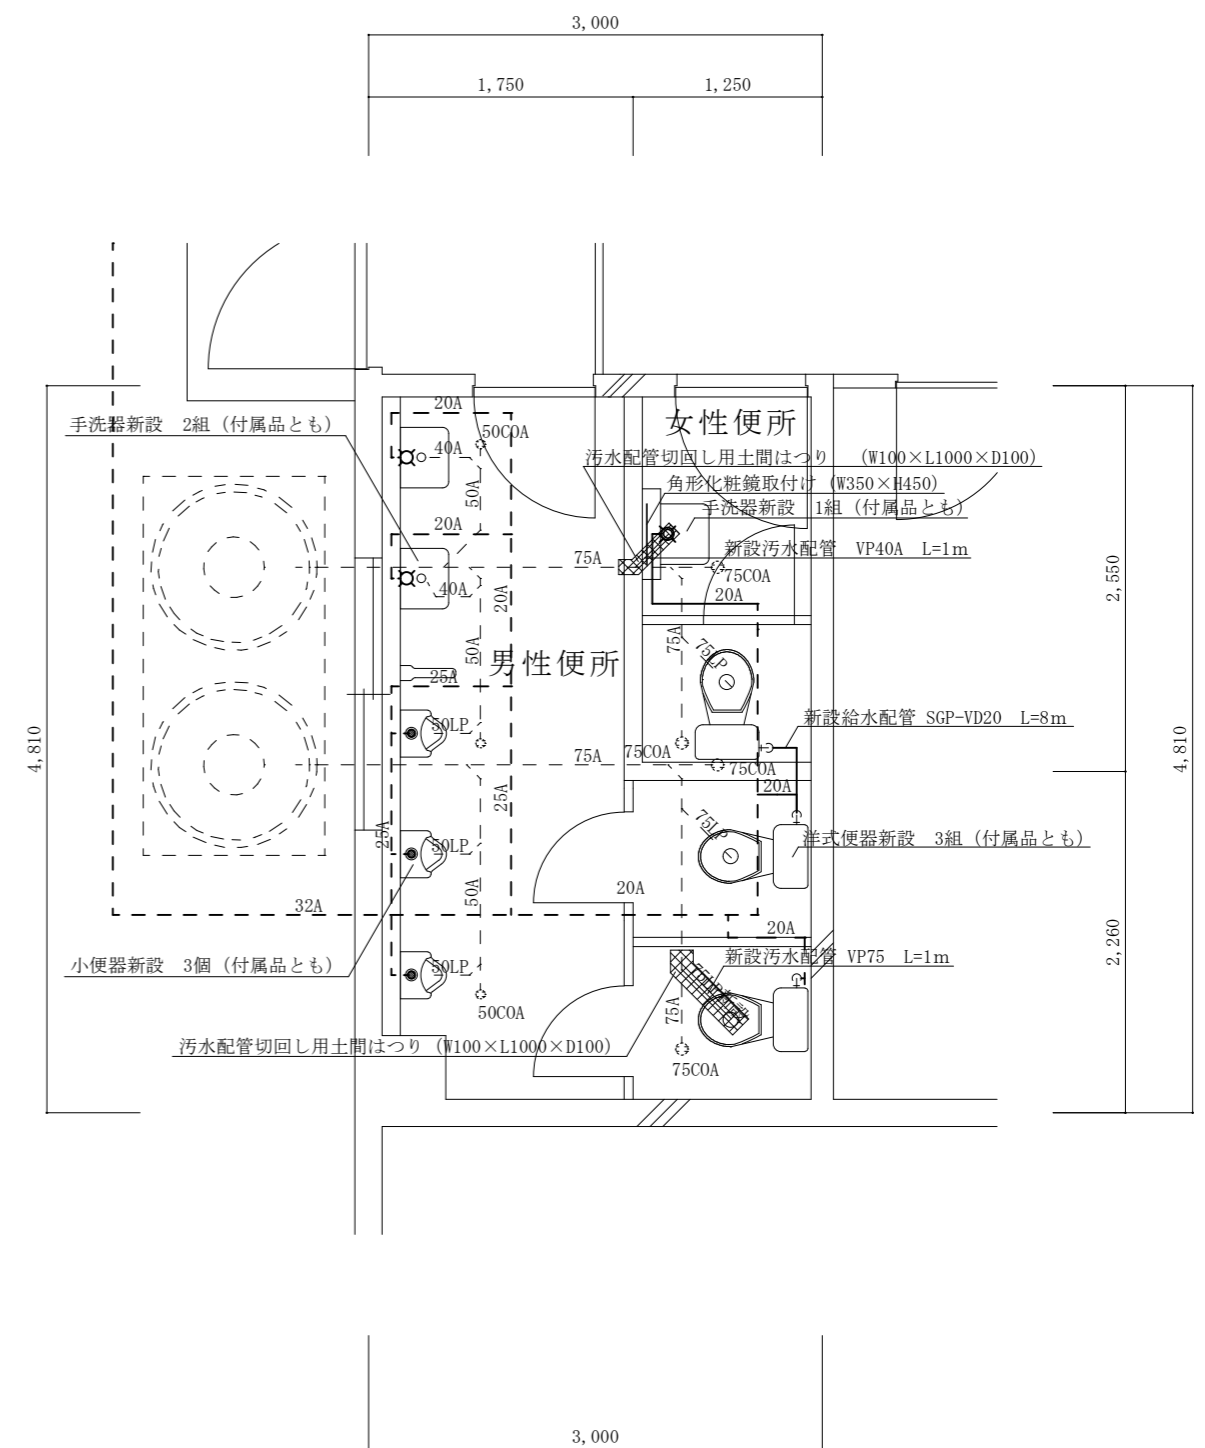 3,000
1,750
1,250
20A
手洗器新設　2組（付属品とも）
女性便所
50COA
40A
汚水配管切回し用土間はつり　（W100×L1000×D100）
角形化粧鏡取付け（W350×H450）
50A
手洗器新設　1組（付属品とも）
20A
新設汚水配管　VP40A　L=1m
75A
75COA
2,550
40A
20A
20A
75A
50A
男性便所
75LP
25A
新設給水配管 SGP-VD20　L=8m
50LP
4,810
75COA
4,810
75A
75COA
20A
25A
75LP
25A
50LP
洋式便器新設　3組（付属品とも）
50A
20A
32A
20A
2,260
小便器新設　3個（付属品とも）
50LP
新設汚水配管 VP75　L=1m
75A
50COA
汚水配管切回し用土間はつり（W100×L1000×D100）
75COA
3,000